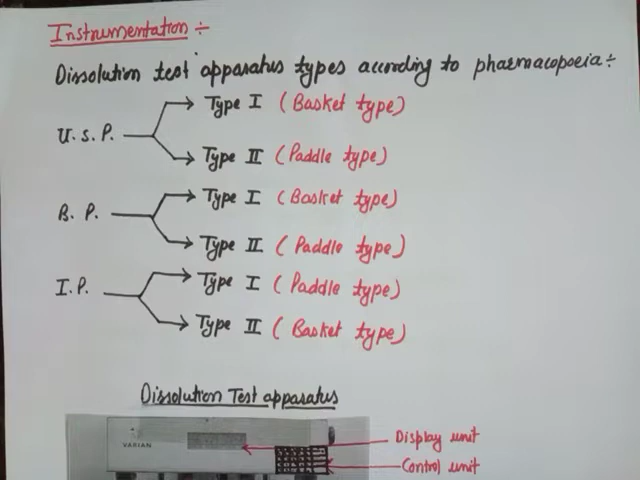 Instrumentation ÷
Dissolution test apparatus types according to pharmacopoeia ÷
U.S.P.
Type I (Basket type)
Type II (Paddle type)
B. P.
Type I (Basket type)
Type II (Paddle type)
I.P.
Type I (Paddle type)
Type II (Basket type)
Dissolution Test apparatus
VARIAN
Display unit
Control unit